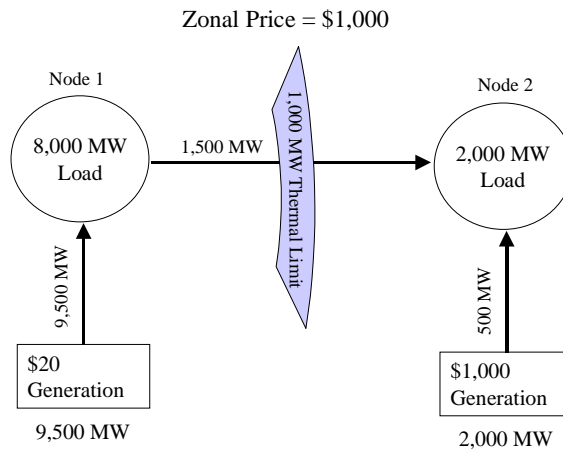 Zonal Price = $1,000
Node 1
Node 2
8,000 MW
Load
1,500 MW
1,000 MW Thermal Limit
2,000 MW
Load
9,500 MW
500 MW
$20
Generation
$1,000
Generation
9,500 MW
2,000 MW